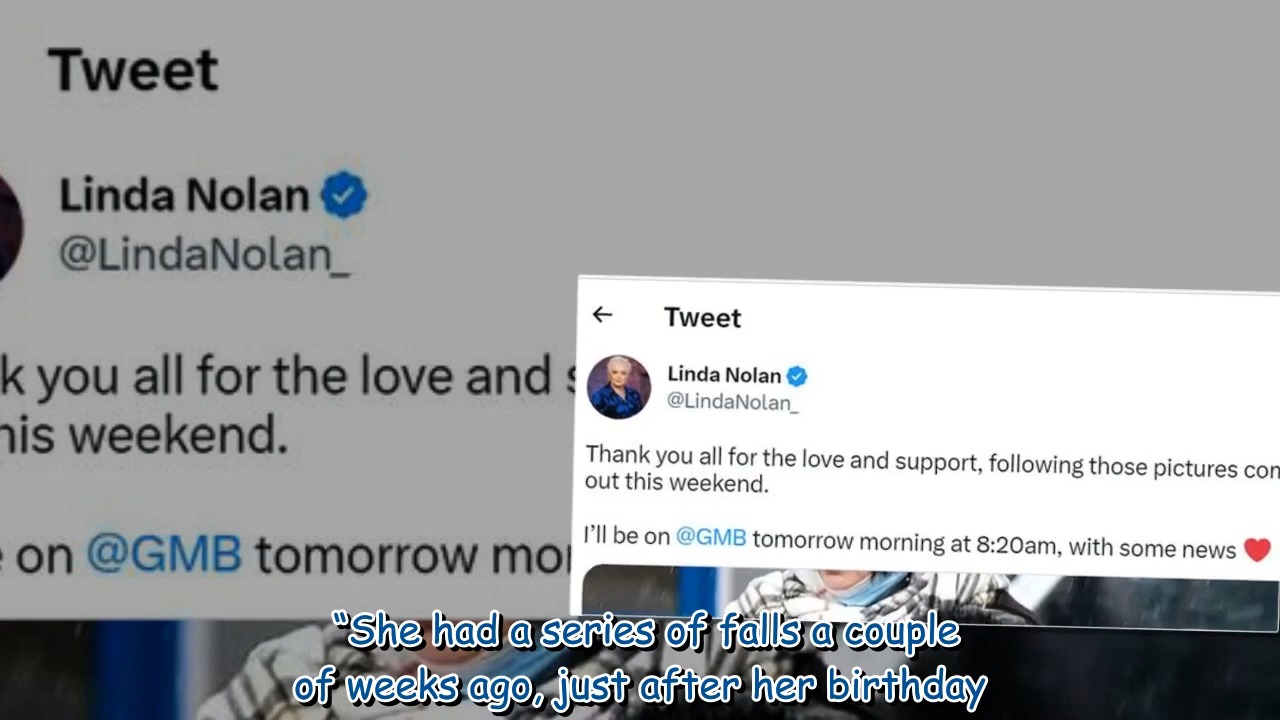 Tweet
Linda Nolan
@LindaNolan_
k you all for the love and s
his weekend.
e on @GMB tomorrow mor
Tweet
Linda Nolan
@LindaNolan_
Thank you all for the love and support, following those pictures com
out this weekend.
I'll be on @GMB tomorrow morning at 8:20am, with some news
“She had a series of falls a couple
of weeks ago, just after her birthday